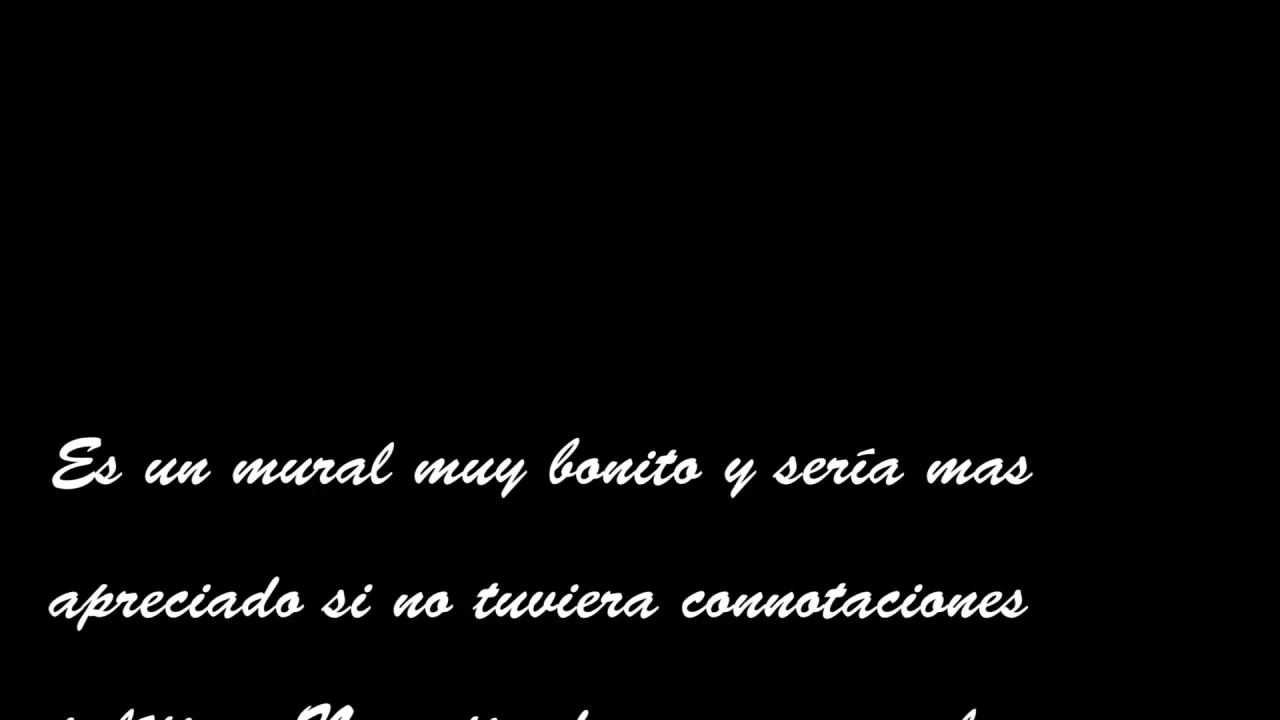 Es un mural muy bonito y sería mas
apreciado si no tuviera connotaciones